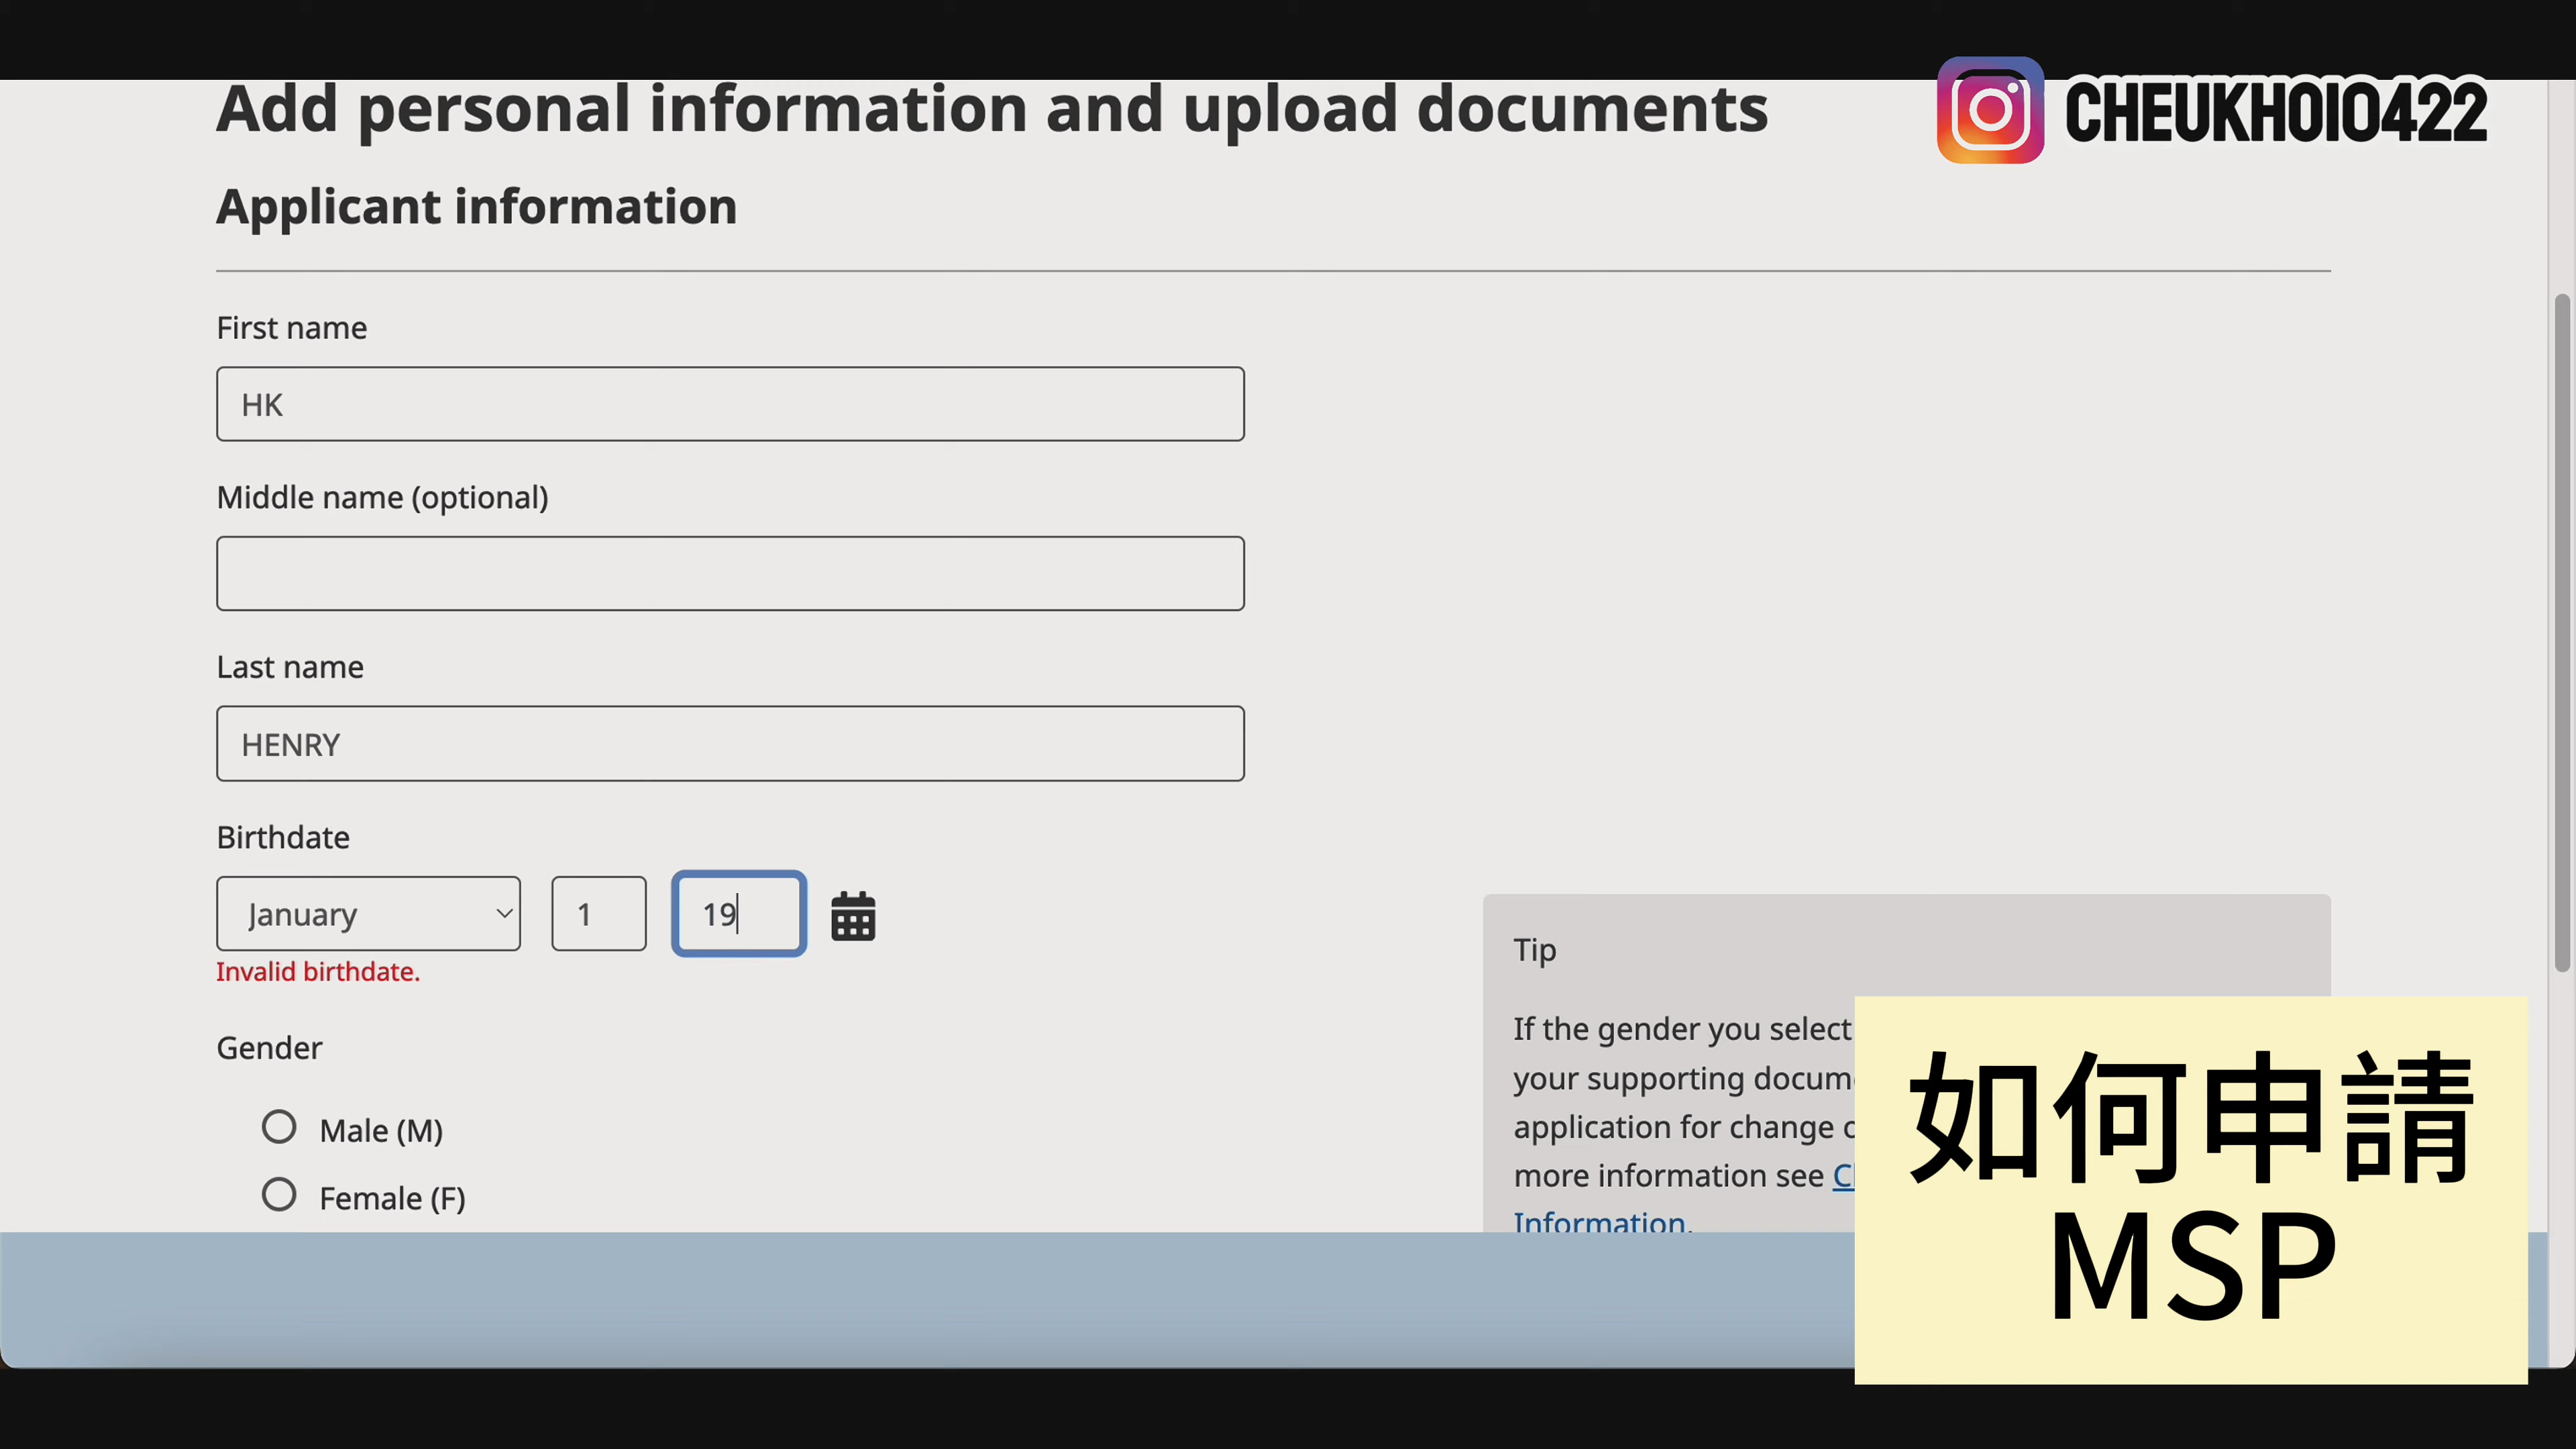 Add personal information and upload documents
CHEUKHOI0422
Applicant information
First name
HK
Middle name (optional)
Last name
HENRY
Birthdate
January 1 19
Invalid birthdate.
Gender
Male (M)
Female (F)
Tip
If the gender you select
your supporting docum
application for change
more information see
Information.
如何申請
MSP